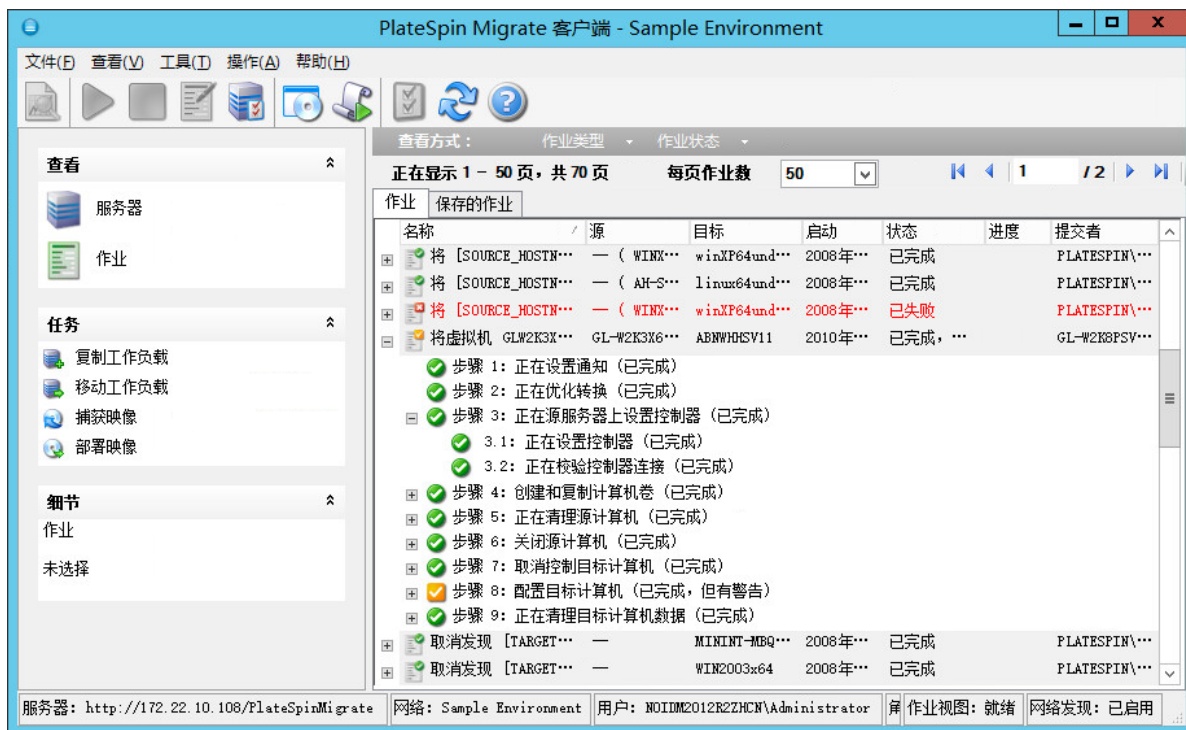 PlateSpin Migrate 客户端 - Sample Environment
文件(F) 查看(V) 工具(T) 操作(A) 帮助(H)
查看方式： 作业类型 作业状态
正在显示 1 - 50 页，共 70 页 每页作业数 50 1 / 2
查看
服务器
作业
任务
复制工作负载
移动工作负载
捕获映像
部署映像
细节
作业
未选择
作业 保存的作业
名称 源 目标 启动 状态 进度 提交者
将 [SOURCE_HOSTN··· — ( WINX··· winXP64und··· 2008年··· 已完成 PLATESPIN\···
将 [SOURCE_HOSTN··· — ( AH-S··· linux64und··· 2008年··· 已完成 PLATESPIN\···
将 [SOURCE_HOSTN··· — ( WINX··· winXP64und··· 2008年··· 已失败 PLATESPIN\···
将虚拟机 GLW2K3X··· GL-W2K3X6··· ABNWHHSV11 2010年··· 已完成，··· GL-W2K8PSV···
步骤 1: 正在设置通知（已完成）
步骤 2: 正在优化转换（已完成）
步骤 3: 正在源服务器上设置控制器（已完成）
3.1: 正在设置控制器（已完成）
3.2: 正在校验控制器连接（已完成）
步骤 4: 创建和复制计算机卷（已完成）
步骤 5: 正在清理源计算机（已完成）
步骤 6: 关闭源计算机（已完成）
步骤 7: 取消控制目标计算机（已完成）
步骤 8: 配置目标计算机（已完成，但有警告）
步骤 9: 正在清理目标计算机数据（已完成）
取消发现 [TARGET··· — MININT-MBQ··· 2008年··· 已完成 PLATESPIN\···
取消发现 [TARGET··· — WIN2003x64 2008年··· 已完成 PLATESPIN\···
服务器: http://172.22.10.108/PlateSpinMigrate 网络: Sample Environment 用户: NOIDM2012R2ZHCN\Administrator 作业视图: 就绪 网络发现: 已启用